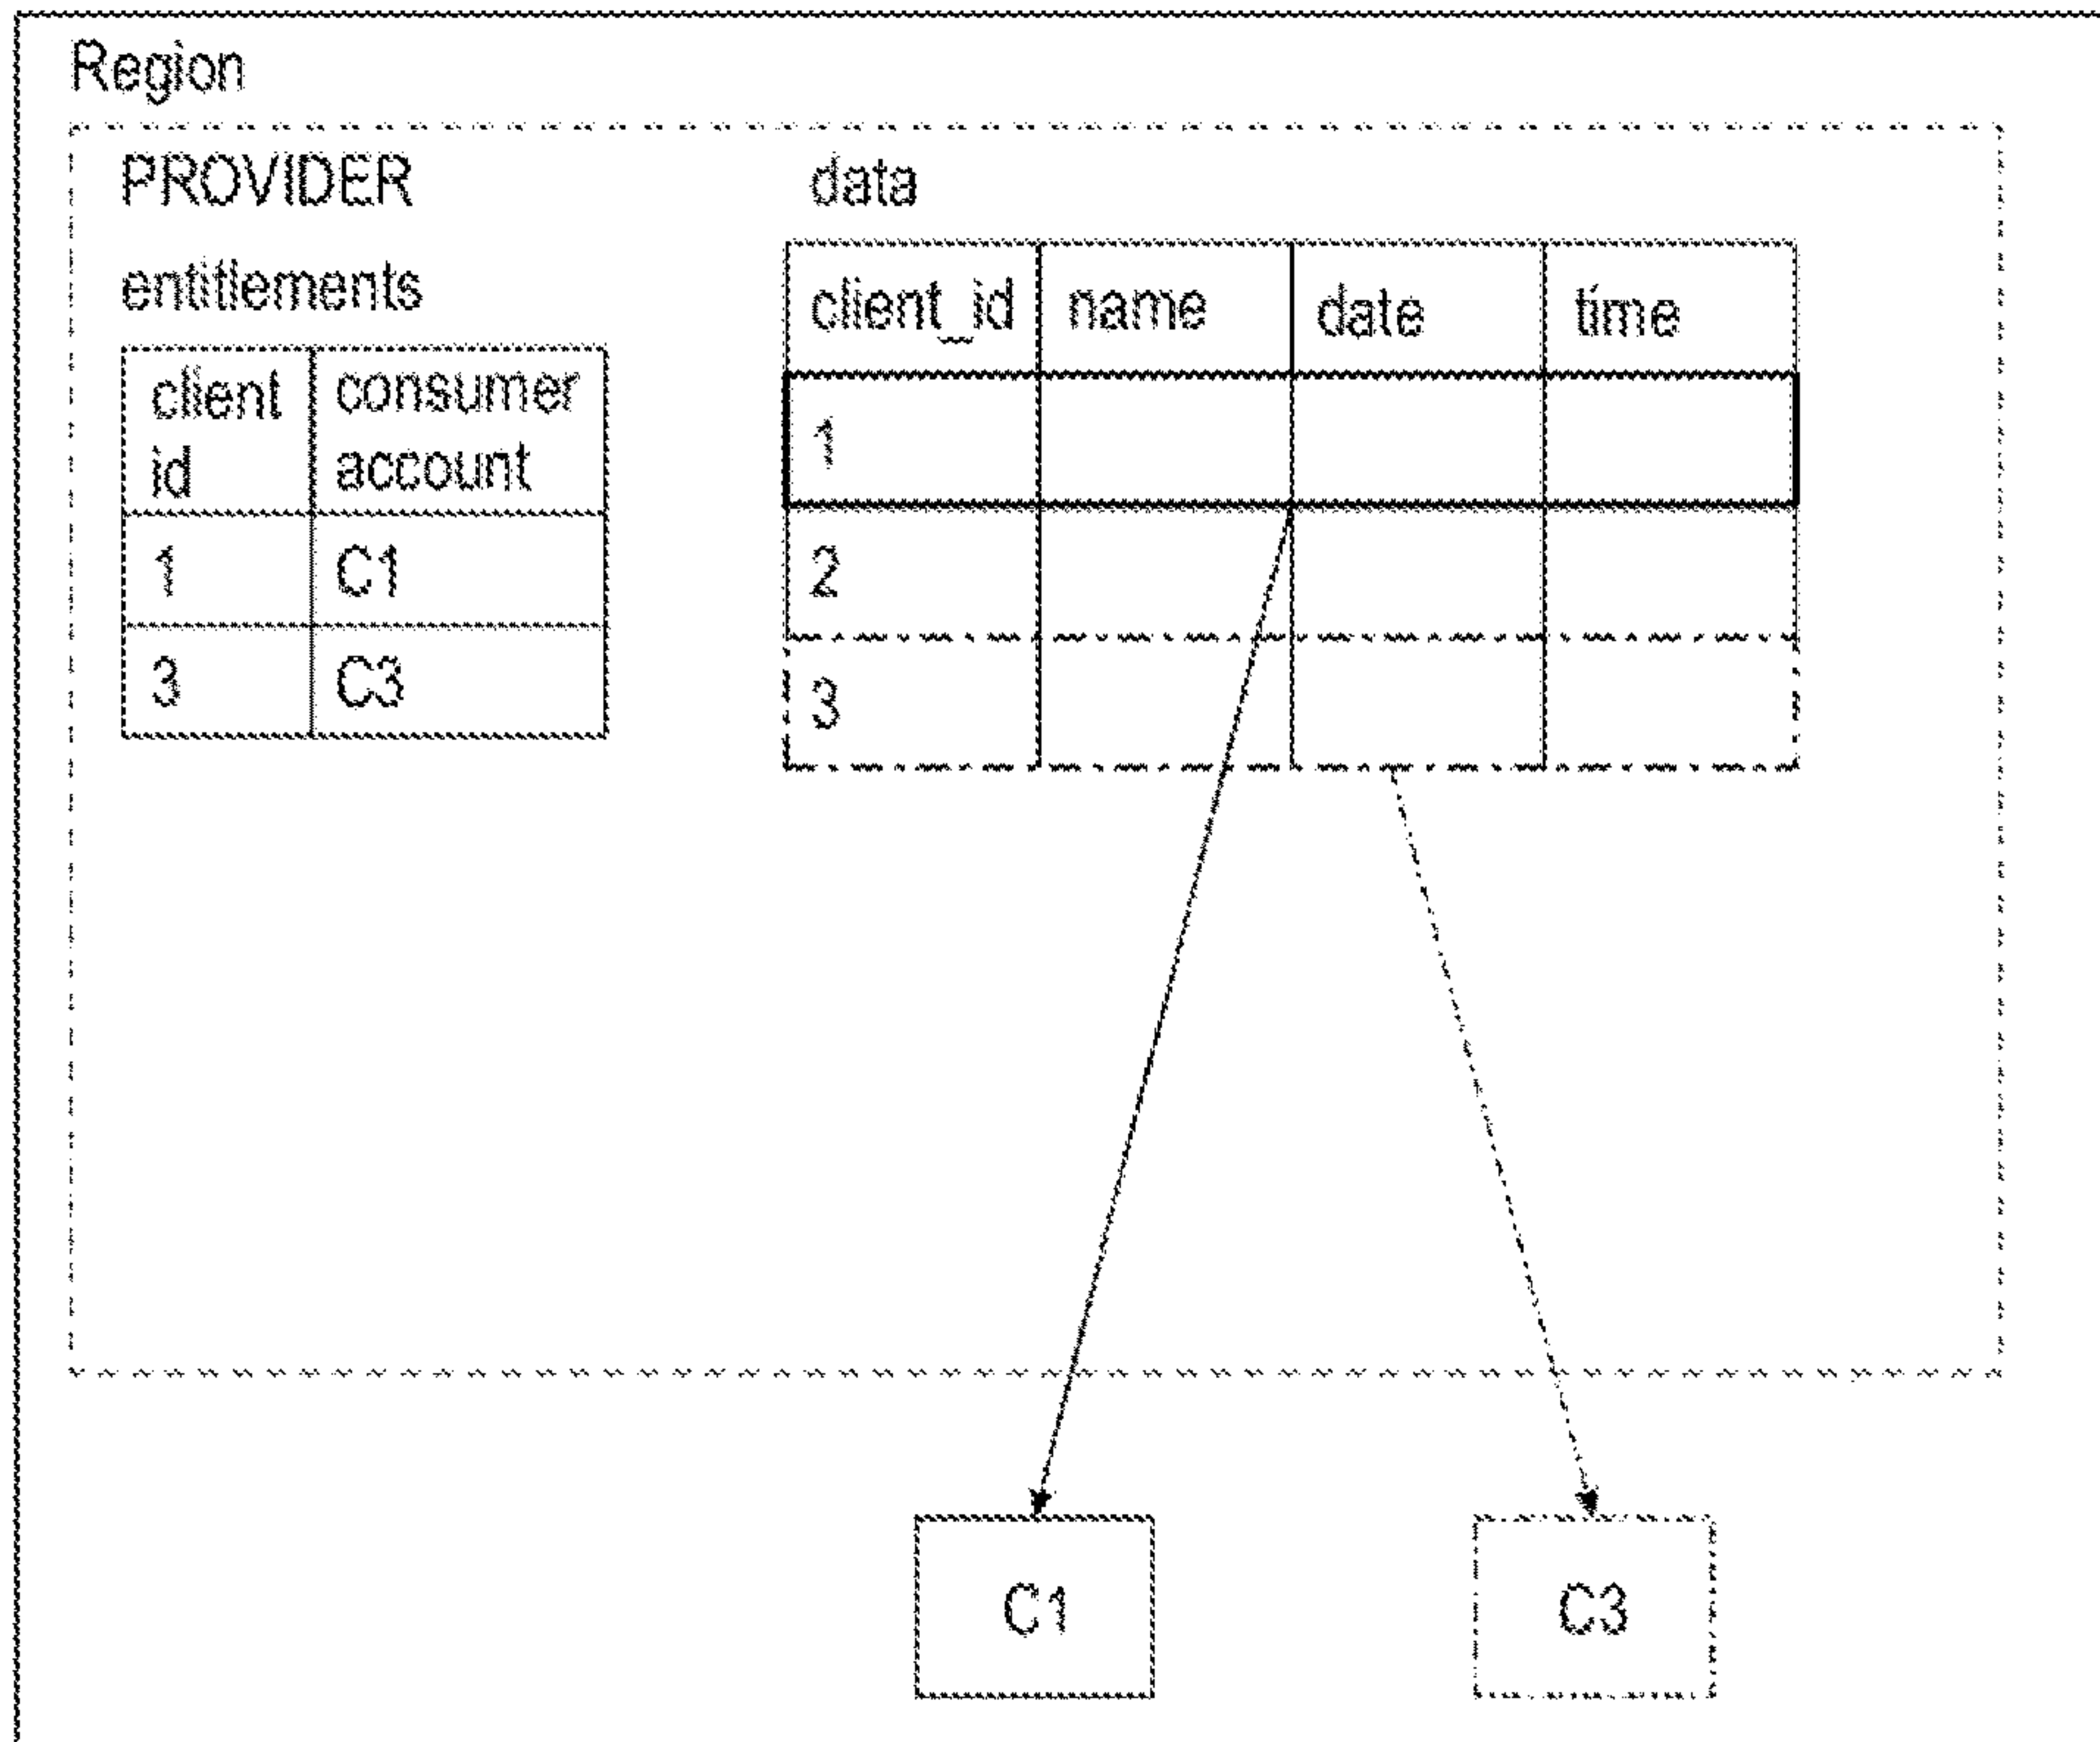 Region
PROVIDER
entitlements
client id consumer account
1 C1
3 C3
data
client_id name date time
1
2
3
C1
C3